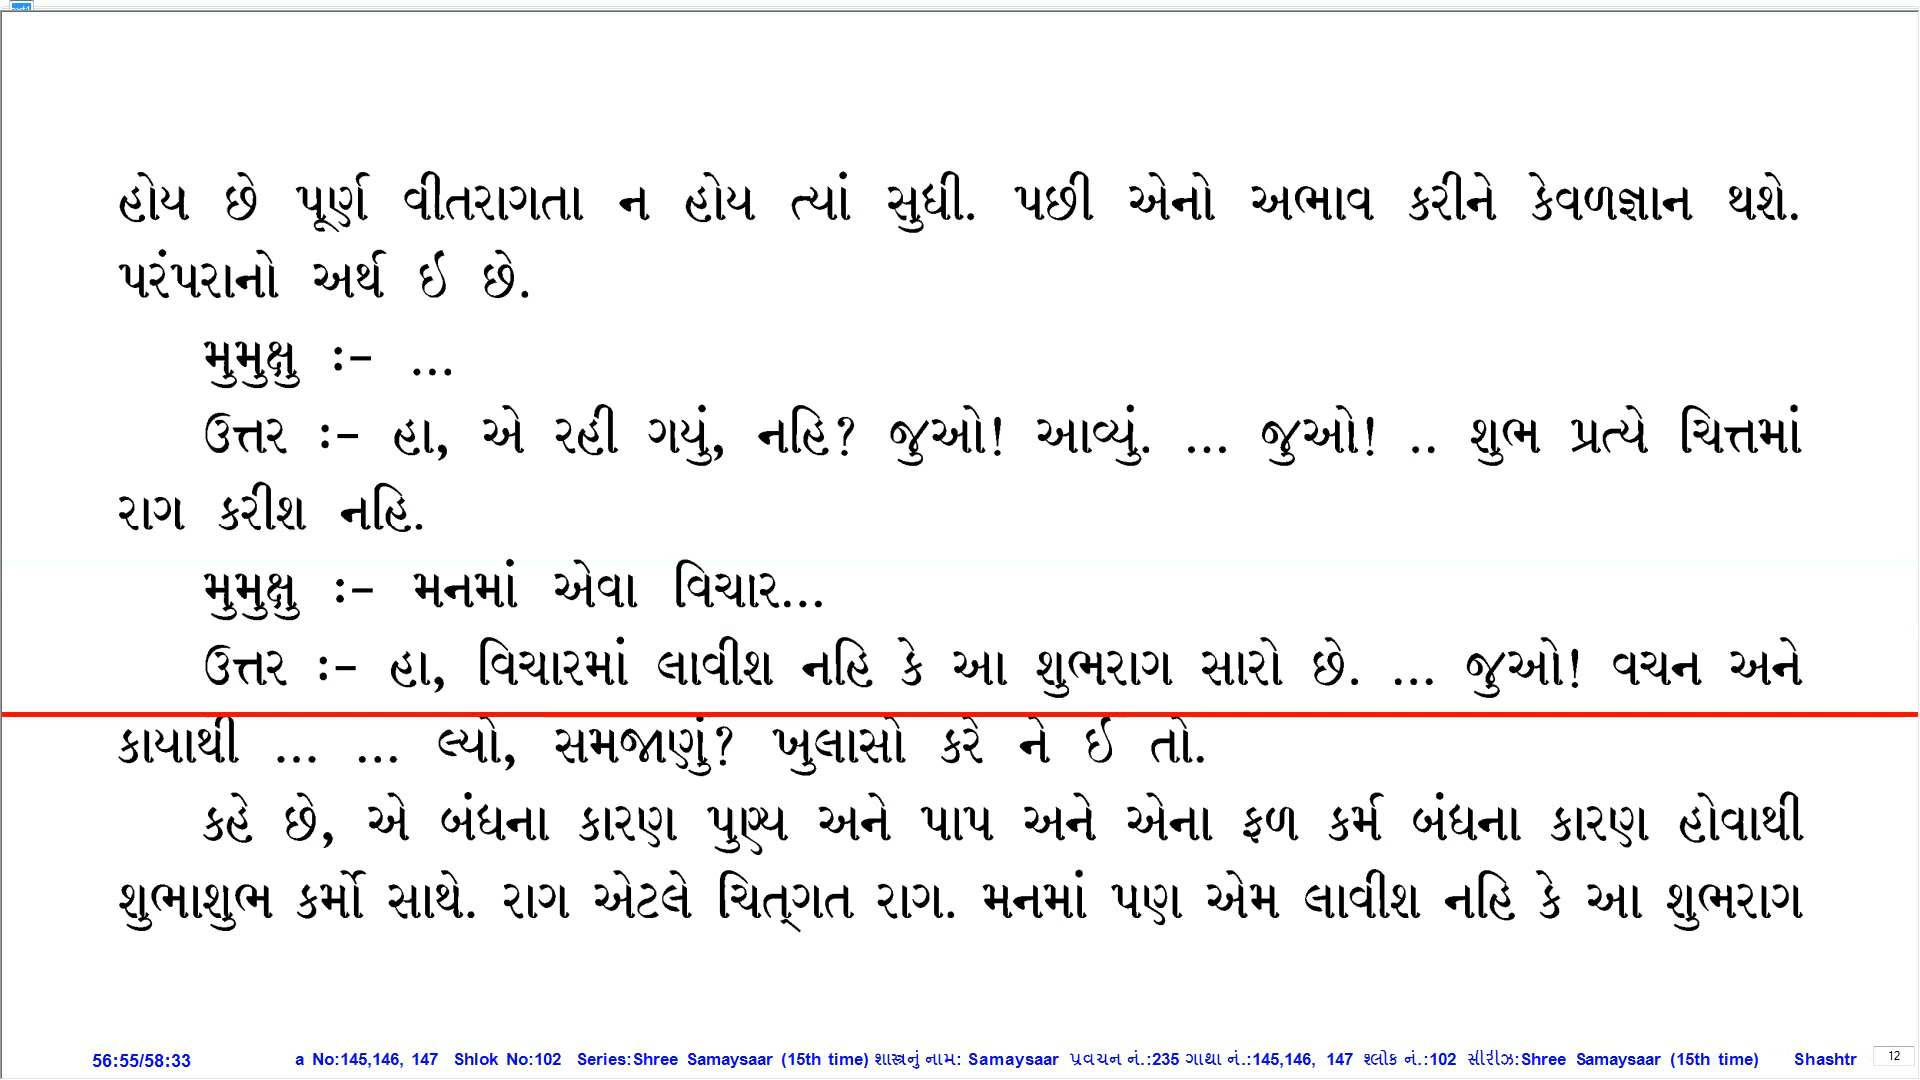 હોય છે પૂર્ણ વીતરાગતા ન હોય ત્યાં સુધી. પછી એનો અભાવ કરીને કેવળજ્ઞાન થશે.
પરંપરાનો અર્થ ઈ છે.
મુમુક્ષુ :- ...
ઉત્તર :- હા, એ રહી ગયું, નહિ? જુઓ! આવ્યું. ... જુઓ! .. શુભ પ્રત્યે ચિત્તમાં
રાગ કરીશ નહિ.
મુમુક્ષુ :- મનમાં એવા વિચાર...
ઉત્તર :- હા, વિચારમાં લાવીશ નહિ કે આ શુભરાગ સારો છે. ... જુઓ! વચન અને
કાયાથી ... ... લ્યો, સમજાણું? ખુલાસો કરે ને ઈ તો.
કહે છે, એ બંધના કારણ પુણ્ય અને પાપ અને એના ફળ કર્મ બંધના કારણ હોવાથી
શુભાશુભ કર્મો સાથે. રાગ એટલે ચિત્‌ગત રાગ. મનમાં પણ એમ લાવીશ નહિ કે આ શુભરાગ
56:55/58:33 a No:145,146, 147 Shlok No:102 Series:Shree Samaysaar (15th time) શાસ્ત્રનું નામ: Samaysaar પ્રવચન નં.:235 ગાથા નં.:145,146, 147 શ્લોક નં.:102 સીરીઝ:Shree Samaysaar (15th time) Shashtr 12